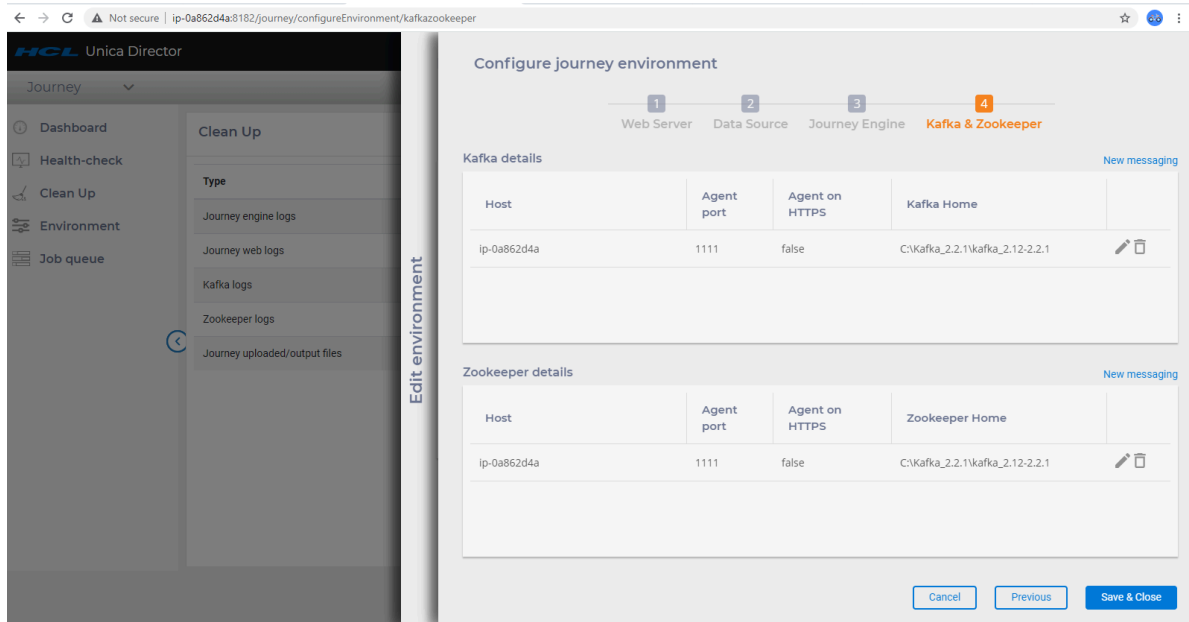 Not secure | ip-0a862d4a:8182/journey/configureEnvironment/kafkazookeeper
HCL Unica Director
Journey
Dashboard
Health-check
Clean Up
Environment
Job queue
Clean Up
Type
Journey engine logs
Journey web logs
Kafka logs
Zookeeper logs
Journey uploaded/output files
Edit environment
Configure journey environment
1 2 3 4
Web Server Data Source Journey Engine Kafka & Zookeeper
Kafka details New messaging
Host Agent port Agent on HTTPS Kafka Home
ip-0a862d4a 1111 false C:\Kafka_2.2.1\kafka_2.12-2.2.1
Zookeeper details New messaging
Host Agent port Agent on HTTPS Zookeeper Home
ip-0a862d4a 1111 false C:\Kafka_2.2.1\kafka_2.12-2.2.1
Cancel Previous Save & Close